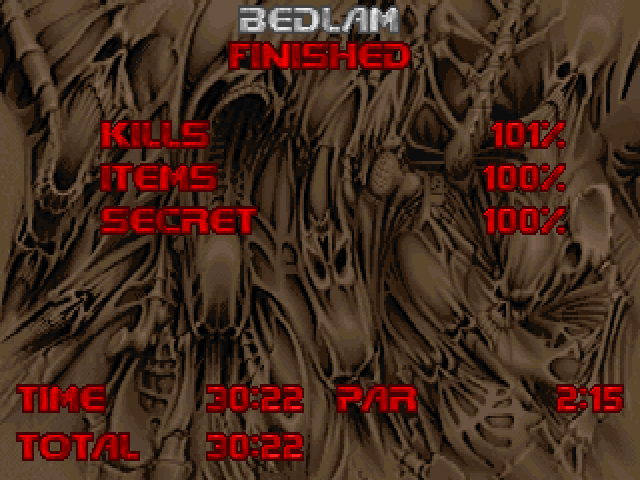 BEDLAM
FINISHED
KILLS 101%
ITEMS 100%
SECRET 100%
TIME 30:22 PAR 2:15
TOTAL 30:22